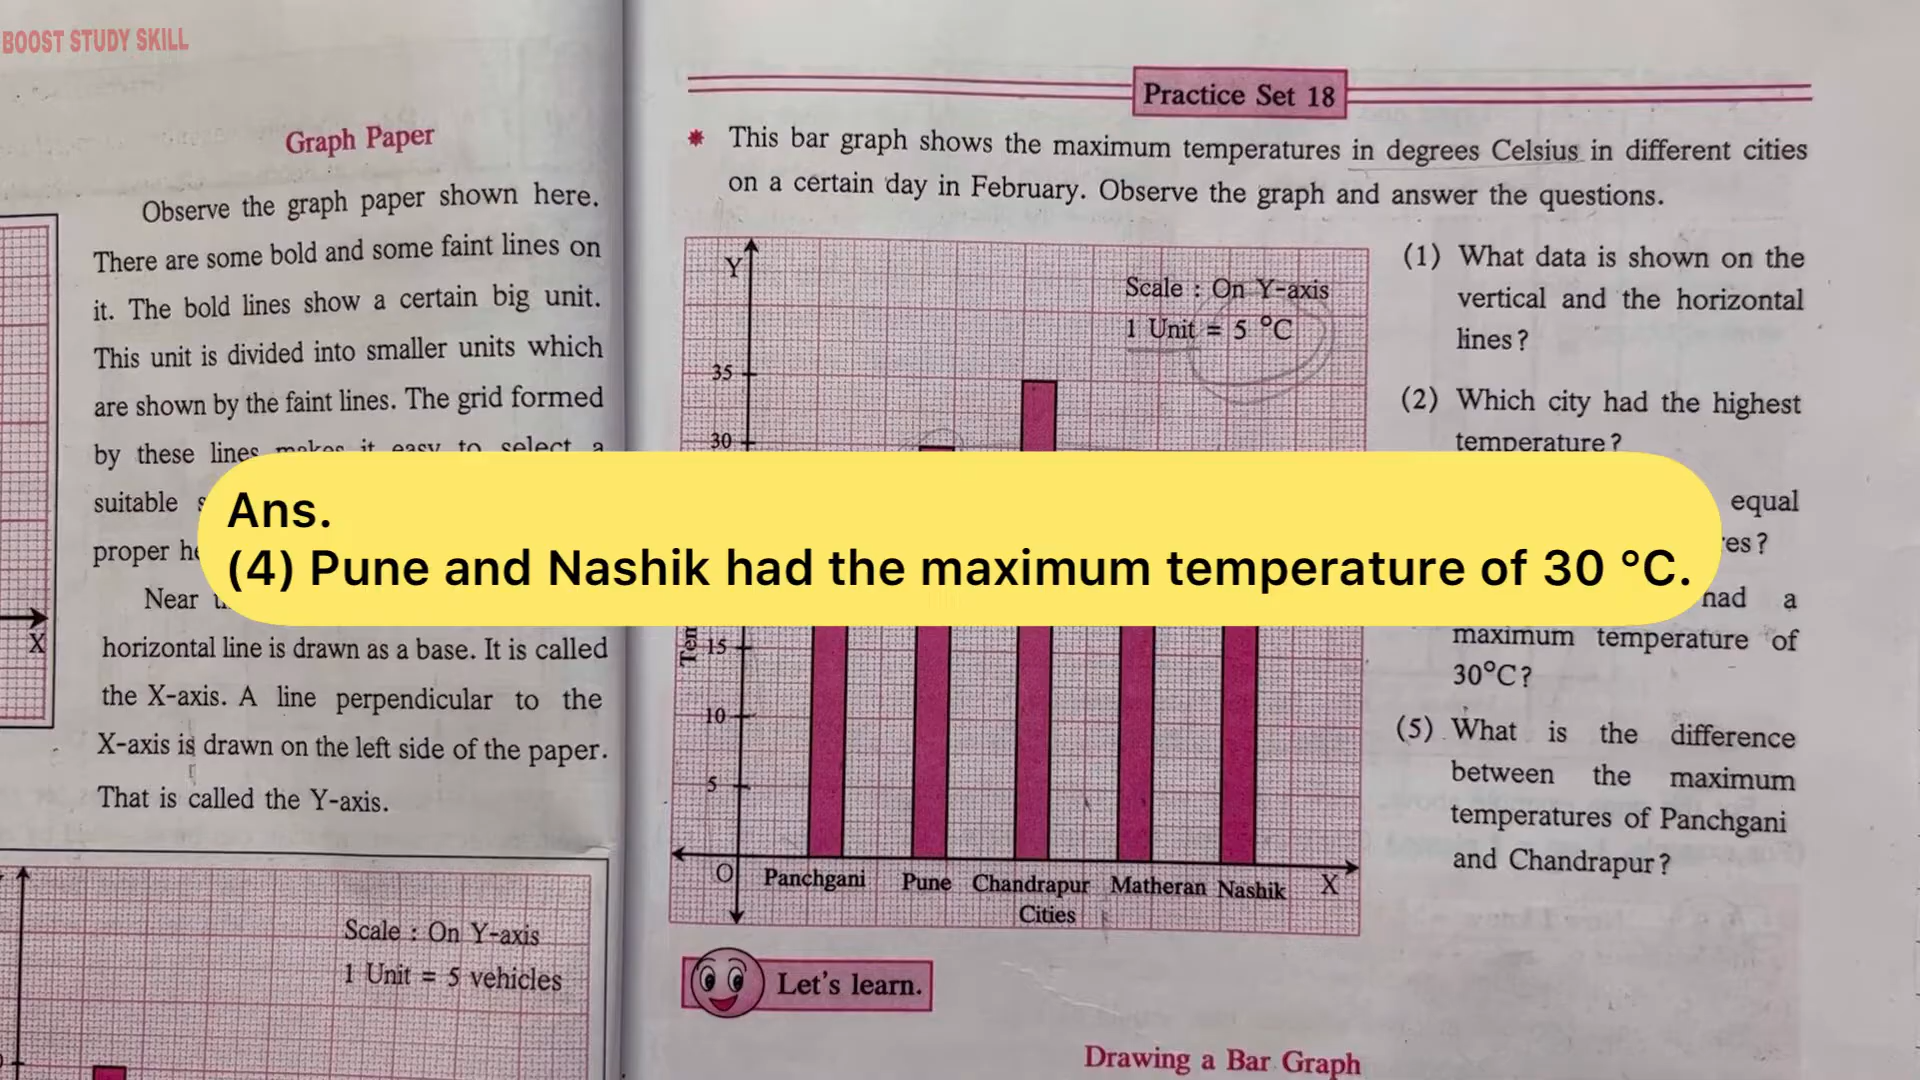 BOOST STUDY SKILL
Graph Paper
Observe the graph paper shown here.
There are some bold and some faint lines on
it. The bold lines show a certain big unit.
This unit is divided into smaller units which
are shown by the faint lines. The grid formed
by these lines makes it easy to select a
suitable
proper
Near
horizontal line is drawn as a base. It is called
the X-axis. A line perpendicular to the
X-axis is drawn on the left side of the paper.
That is called the Y-axis.
X
Scale : On Y-axis
1 Unit = 5 vehicles
Practice Set 18
* This bar graph shows the maximum temperatures in degrees Celsius in different cities
on a certain day in February. Observe the graph and answer the questions.
Y
Scale : On Y-axis
1 Unit = 5 °C
35
30
15
10
5
O
Panchgani Pune Chandrapur Matheran Nashik X
Cities
(1) What data is shown on the
vertical and the horizontal
lines?
(2) Which city had the highest
temperature?
equal
had a
maximum temperature of
30°C?
(5) What is the difference
between the maximum
temperatures of Panchgani
and Chandrapur?
Ans.
(4) Pune and Nashik had the maximum temperature of 30 °C.
Let's learn.
Drawing a Bar Graph